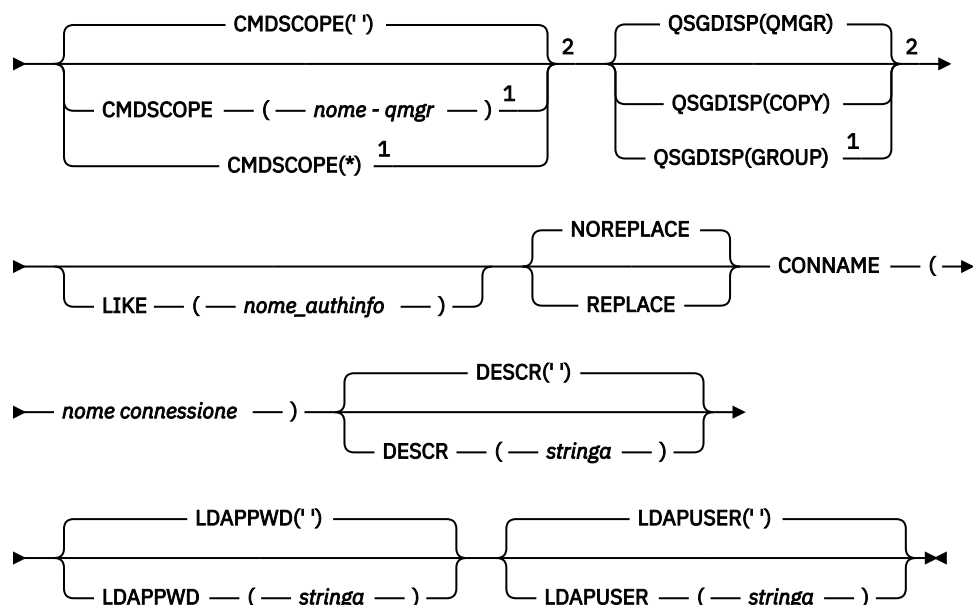 CMDSCOPE(' ') QSGDISP(QMGR)
2 2
CMDSCOPE ( nome - qmgr ) 1 QSGDISP(COPY)
CMDSCOPE(*) 1 QSGDISP(GROUP) 1
NOREPLACE
CONNAME (
LIKE ( nome_authinfo ) REPLACE
DESCR(' ')
nome connessione )
DESCR ( stringa )
LDAPPWD(' ') LDAPUSER(' ')
LDAPPWD ( stringa ) LDAPUSER ( stringa )